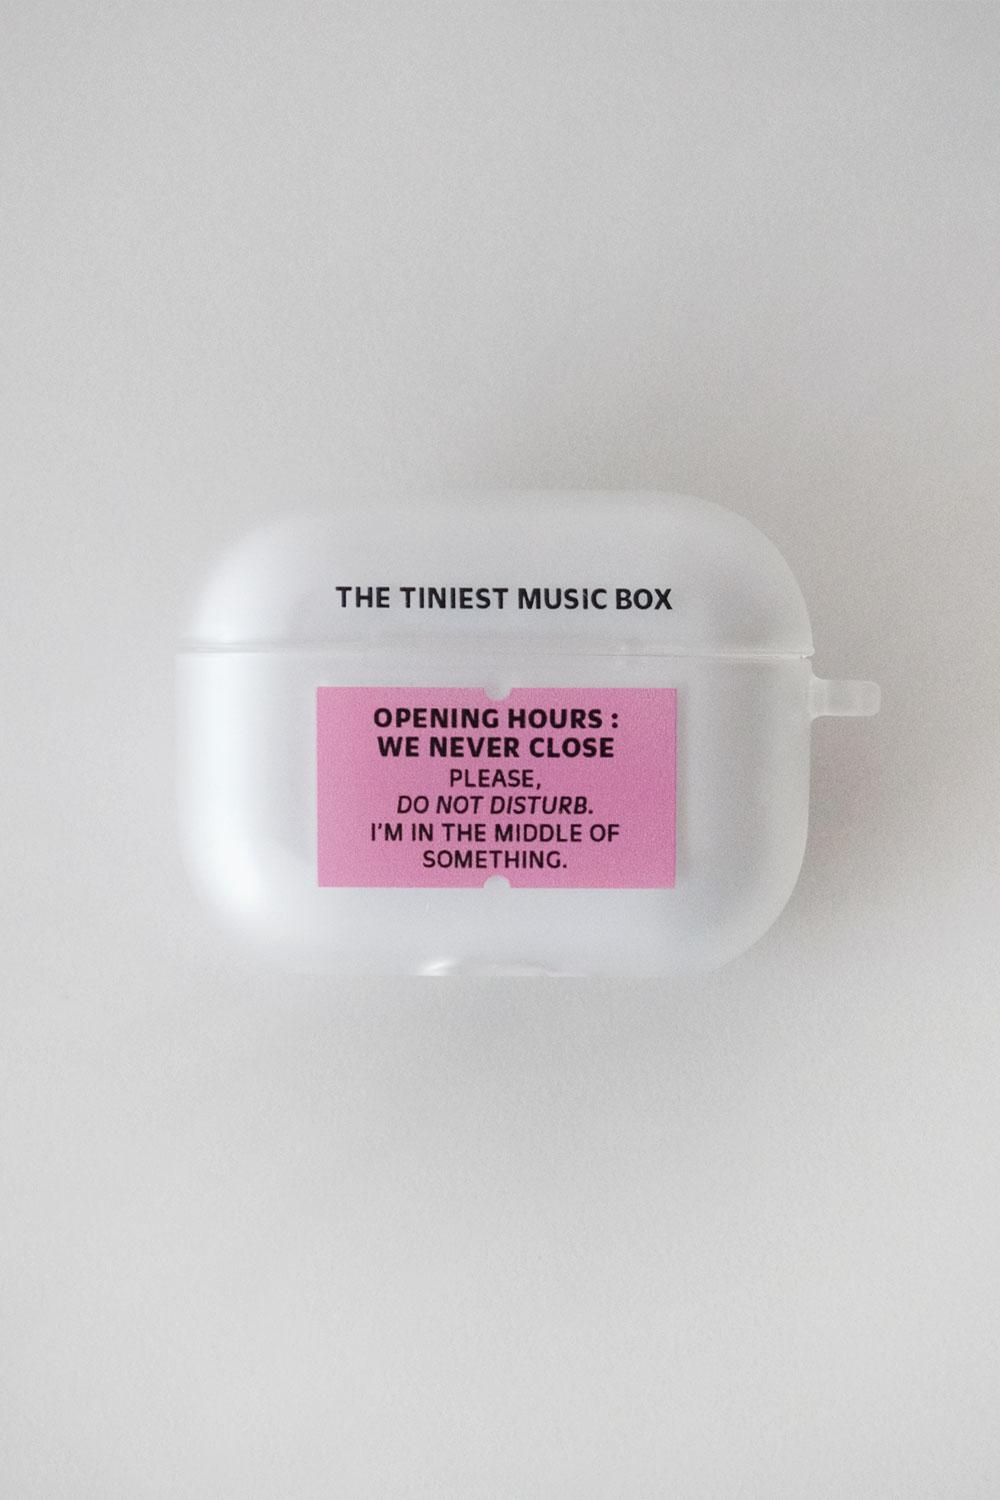 THE TINIEST MUSIC BOX
OPENING HOURS :
WE NEVER CLOSE
PLEASE,
DO NOT DISTURB.
I'M IN THE MIDDLE OF
SOMETHING.